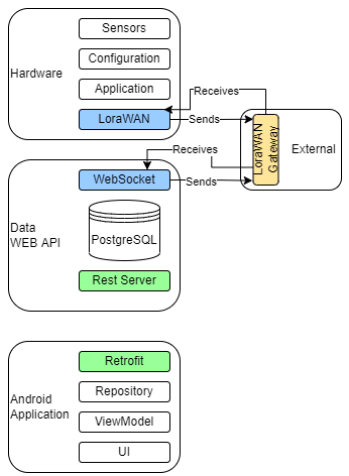 Sensors
Configuration
Hardware
Application
Receives
LoraWAN
Sends
LoraWAN
Gateway
External
Receives
WebSocket
Sends
Data
WEB API
PostgreSQL
Rest Server
Retrofit
Repository
Android
Application
ViewModel
UI